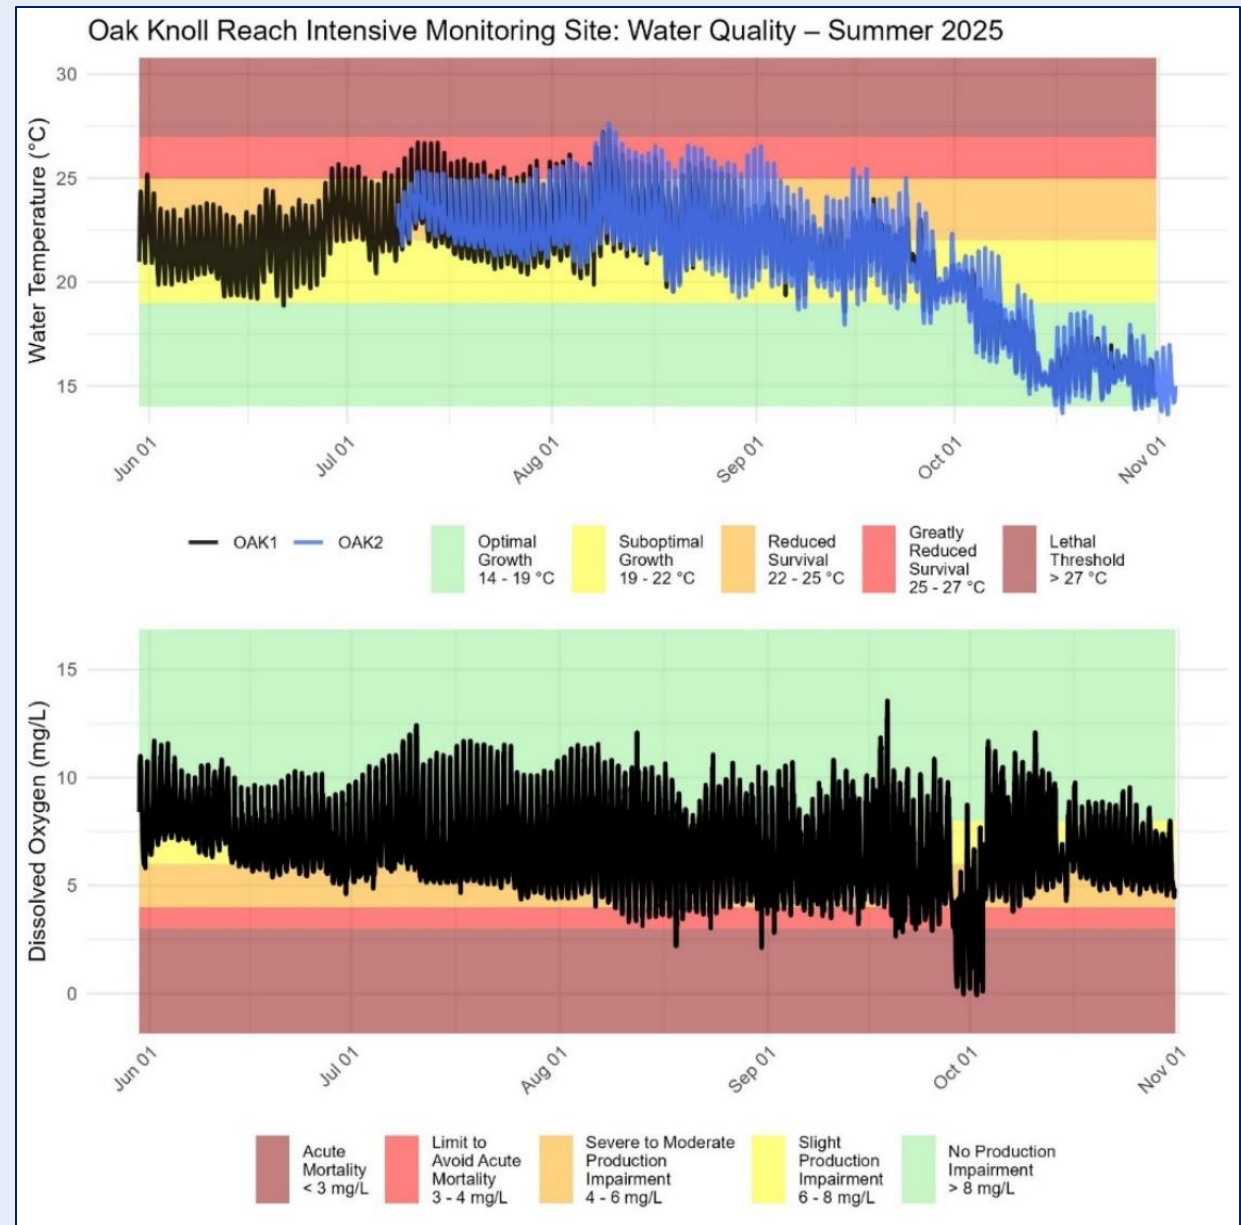 Oak Knoll Reach Intensive Monitoring Site: Water Quality – Summer 2025
Water Temperature (°C)
30
25
20
15
Jun 01
Jul 01
Aug 01
Sep 01
Oct 01
Nov 01
OAK1
OAK2
Optimal
Growth
14 - 19 °C
Suboptimal
Growth
19 - 22 °C
Reduced
Survival
22 - 25 °C
Greatly
Reduced
Survival
25 - 27 °C
Lethal
Threshold
> 27 °C
Dissolved Oxygen (mg/L)
15
10
5
0
Jun 01
Jul 01
Aug 01
Sep 01
Oct 01
Nov 01
Acute
Mortality
< 3 mg/L
Limit to
Avoid Acute
Mortality
3 - 4 mg/L
Severe to Moderate
Production
Impairment
4 - 6 mg/L
Slight
Production
Impairment
6 - 8 mg/L
No Production
Impairment
> 8 mg/L